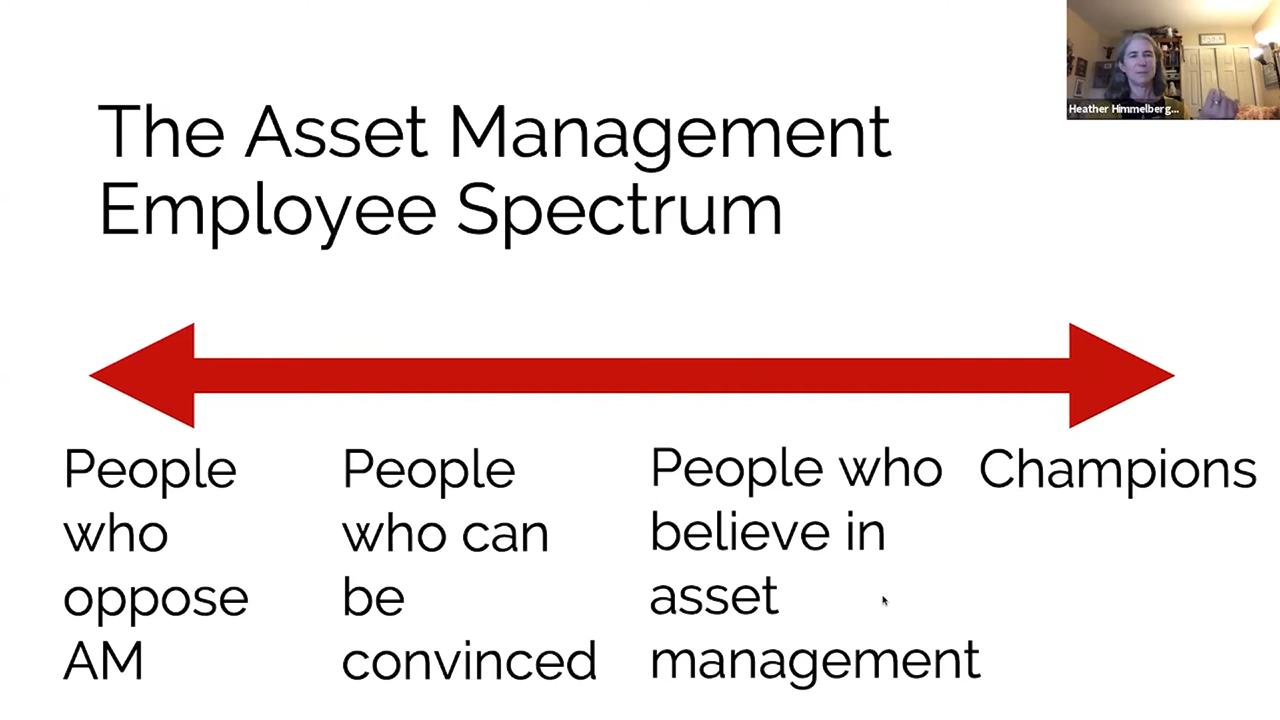 The Asset Management
Employee Spectrum
Heather Himmelberg...
People
who
oppose
AM
People
who can
be
convinced
People who
believe in
asset
management
Champions